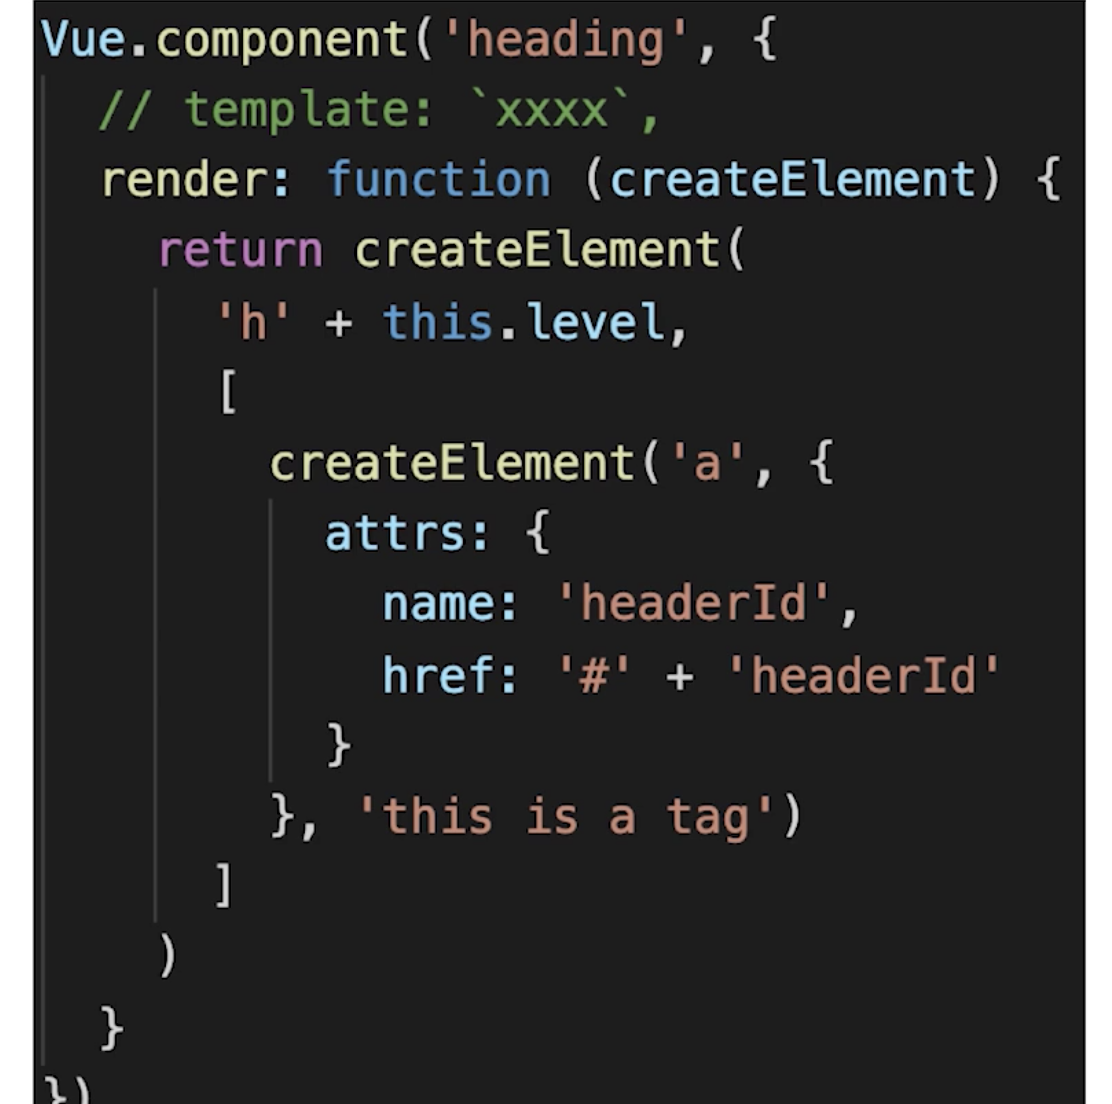 Vue.component('heading', {
// template: `xxxx`,
render: function (createElement) {
return createElement(
'h' + this.level,
[
createElement('a', {
attrs: {
name: 'headerId',
href: '#' + 'headerId'
}
}, 'this is a tag')
]
)
}
})